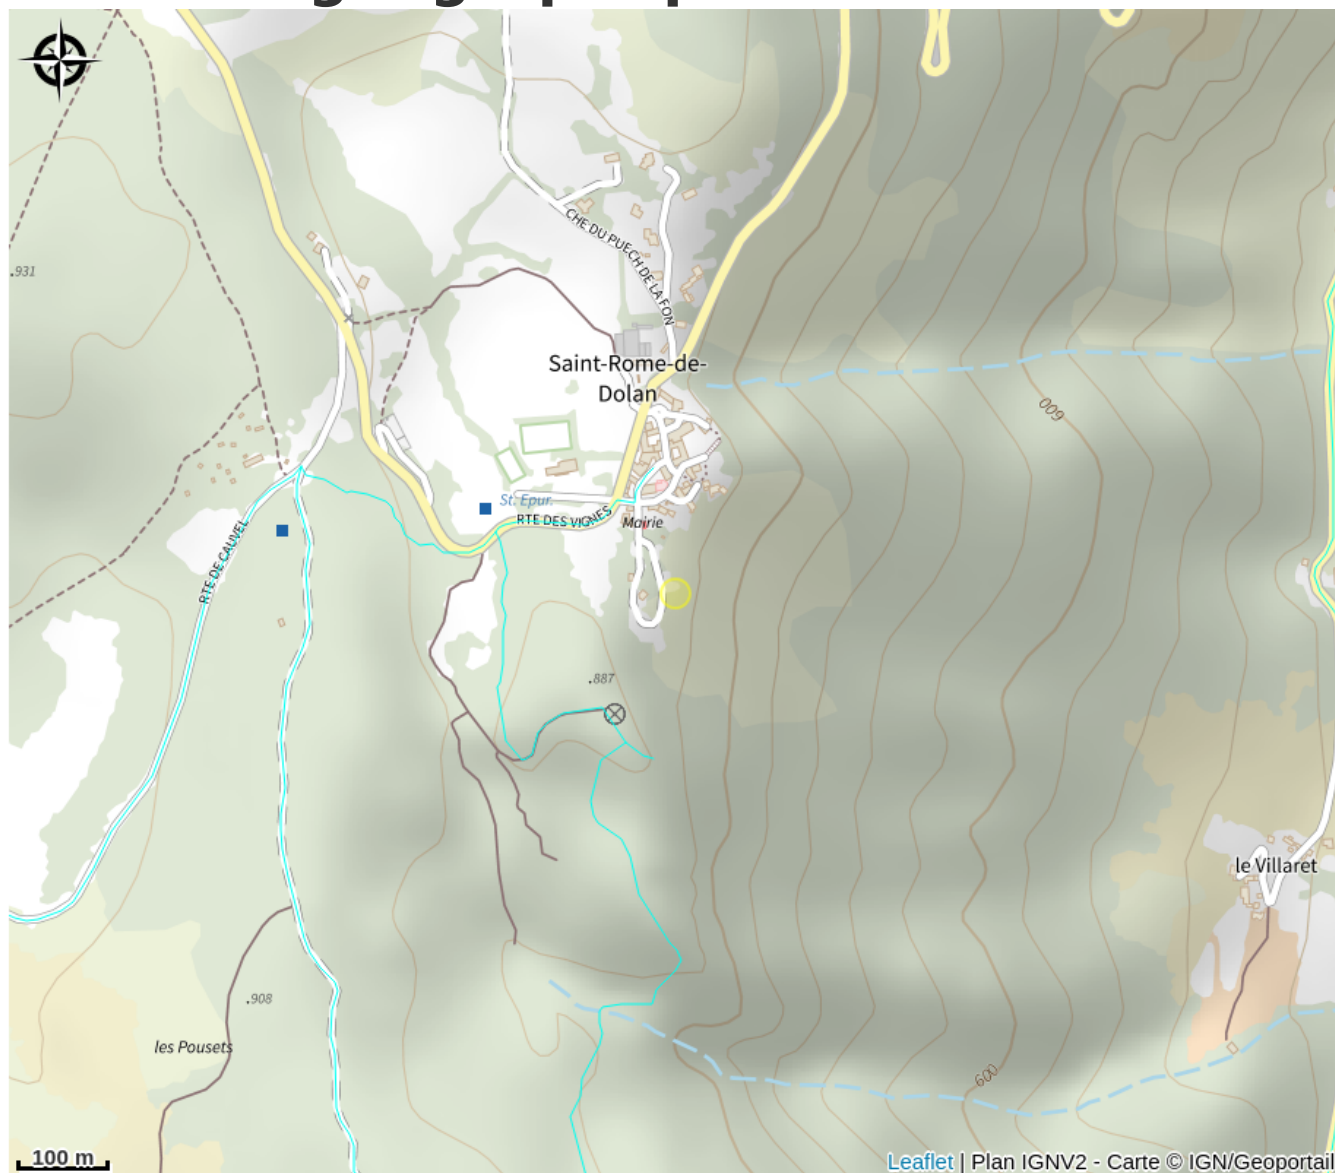 CHE DU PUECH DE LA FON
.931
Saint-Rome-de-
Dolan
600
St. Epur.
RTE DES VIGNES
Mairie
RTE DE CAUVEL
.887
le Villaret
.908
les Pousets
600
100 m
Leaflet | Plan IGNV2 - Carte © IGN/Geoportail